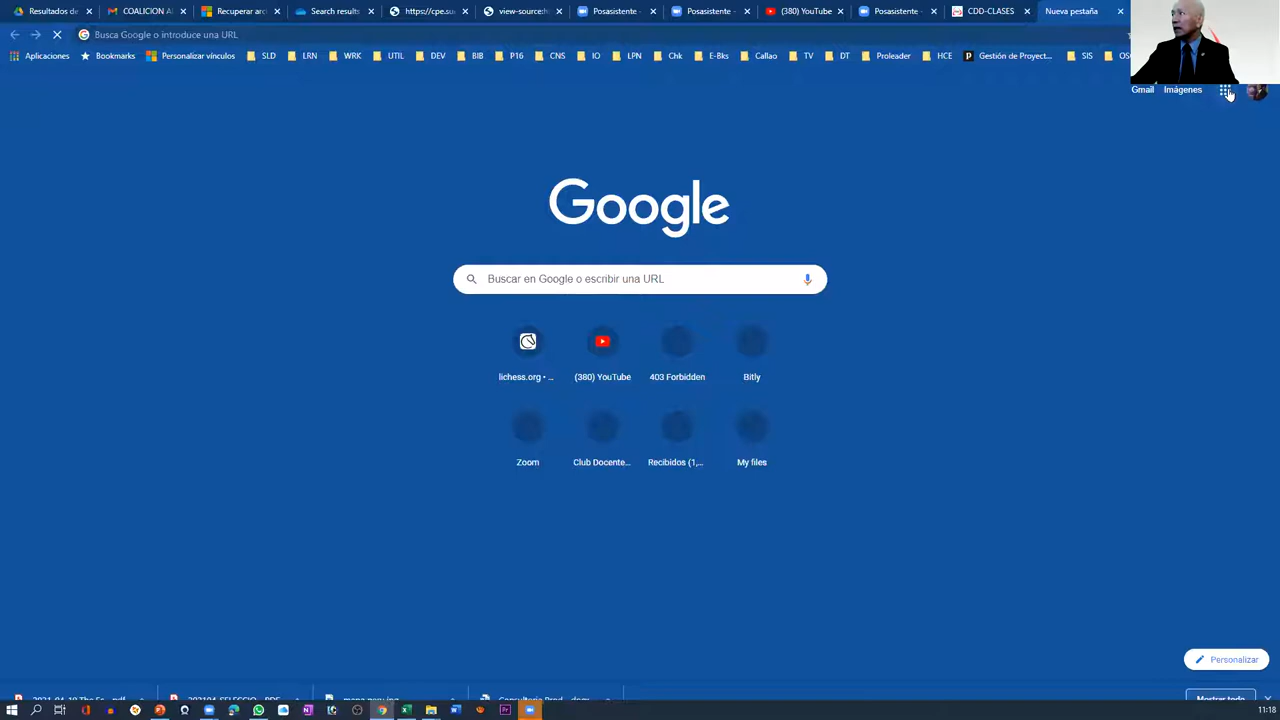 Resultados de
COALICION A
Recuperar arc
Search results
https://cpe.su
view-source:h
Posasistente -
Posasistente -
(380) YouTube
Posasistente -
CDD-CLASES
Nueva pestaña
Busca Google o introduce una URL
Aplicaciones
Bookmarks
Personalizar vínculos
SLD
LRN
WRK
UTIL
DEV
BIB
P16
CNS
IO
LPN
Chk
E-Bks
Callao
TV
DT
Proleader
HCE
Gestión de Proyect...
SIS
Gmail
Imágenes
Google
Buscar en Google o escribir una URL
lichess.org • ...
(380) YouTube
403 Forbidden
Bitly
Zoom
Club Docente...
Recibidos (1,...
My files
Personalizar
Mostrar todo
11:18